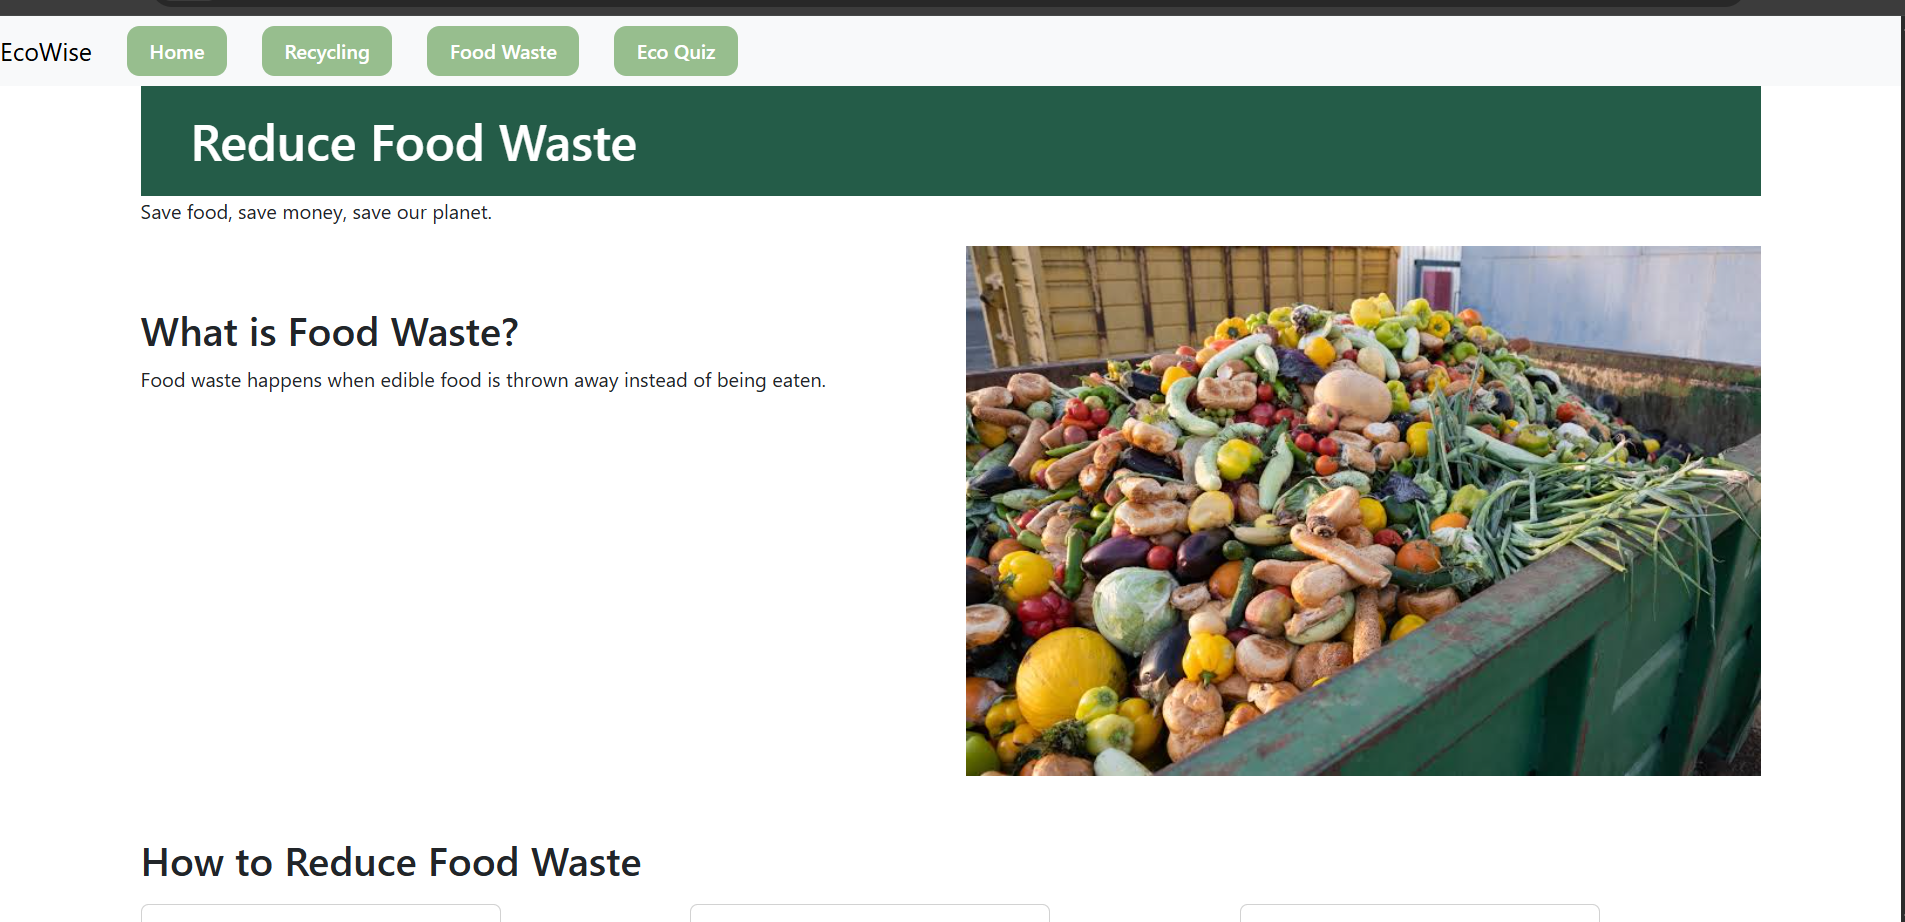 EcoWise
Home
Recycling
Food Waste
Eco Quiz
Reduce Food Waste
Save food, save money, save our planet.
What is Food Waste?
Food waste happens when edible food is thrown away instead of being eaten.
How to Reduce Food Waste